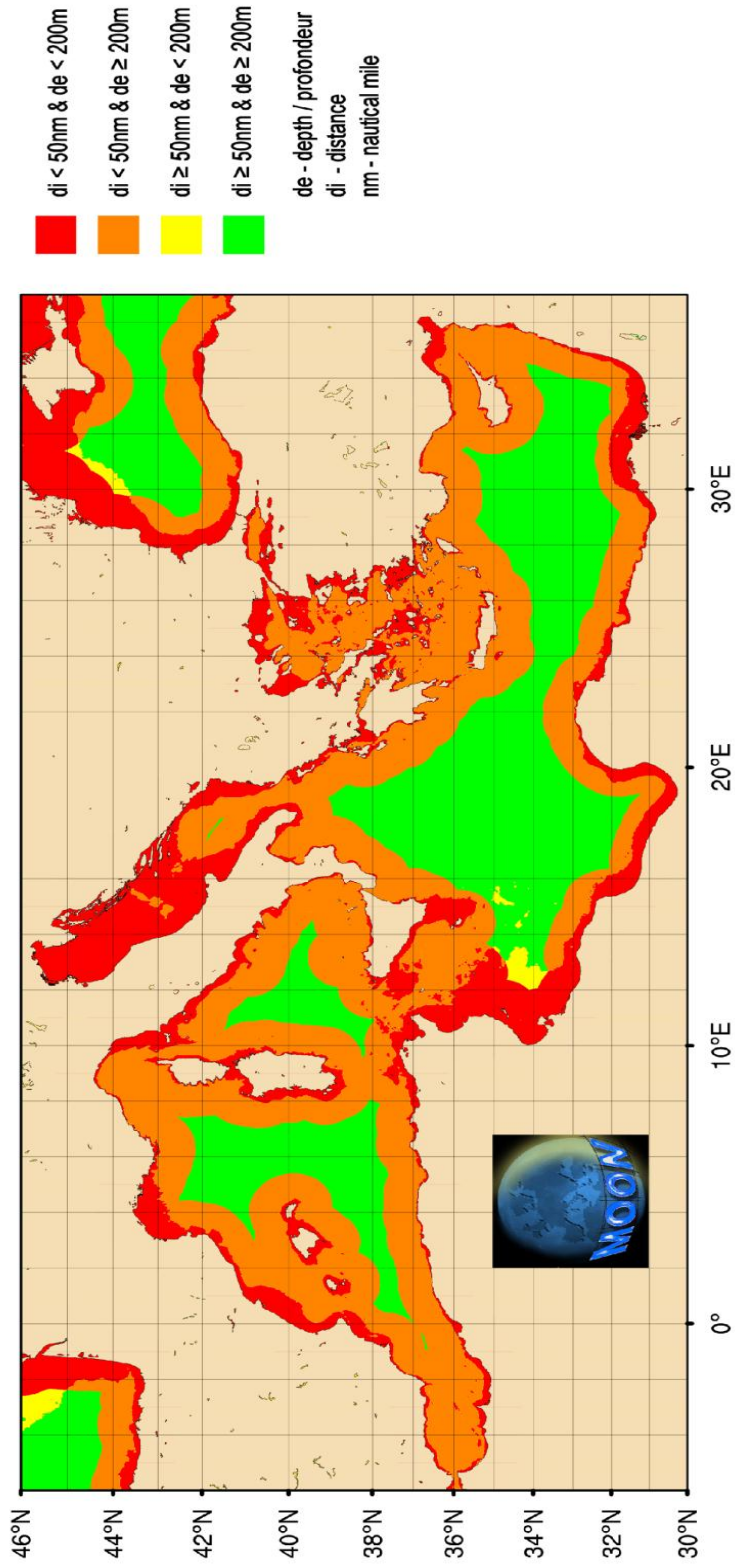 di < 50nm & de < 200m
di < 50nm & de ≥ 200m
di ≥ 50nm & de < 200m
di ≥ 50nm & de ≥ 200m
de - depth / profondeur
di - distance
nm - nautical mile
46°N
44°N
42°N
40°N
38°N
36°N
34°N
32°N
30°N
0°
10°E
20°E
30°E
MOON